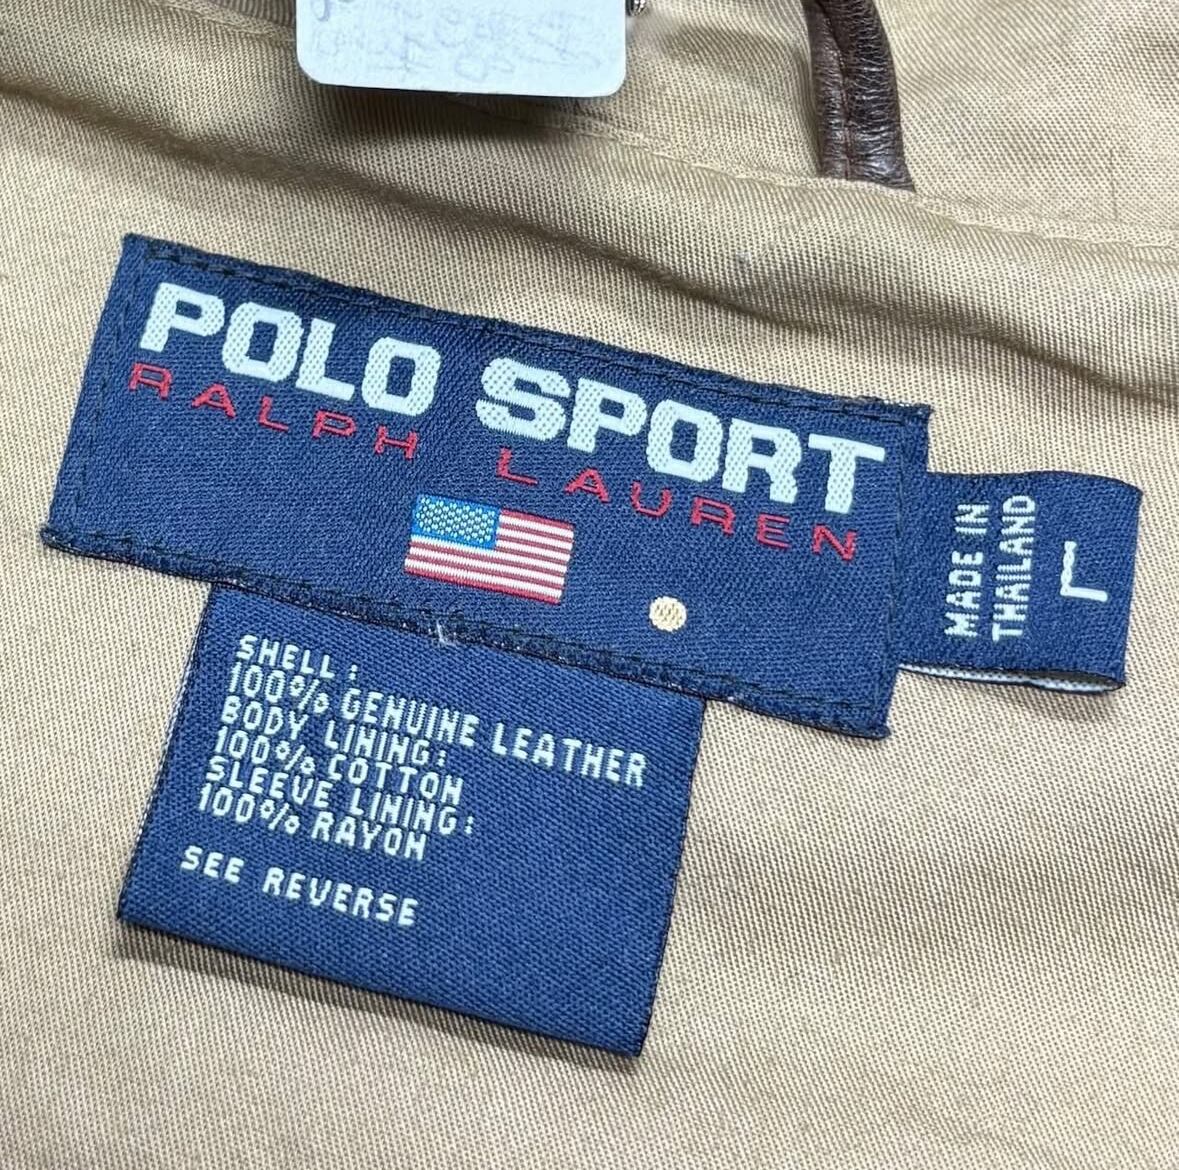 POLO SPORT
RALPH LAUREN
MADE IN
THAILAND
L
SHELL:
100% GENUINE LEATHER
BODY LINING:
100% COTTON
SLEEVE LINING:
100% RAYON
SEE REVERSE